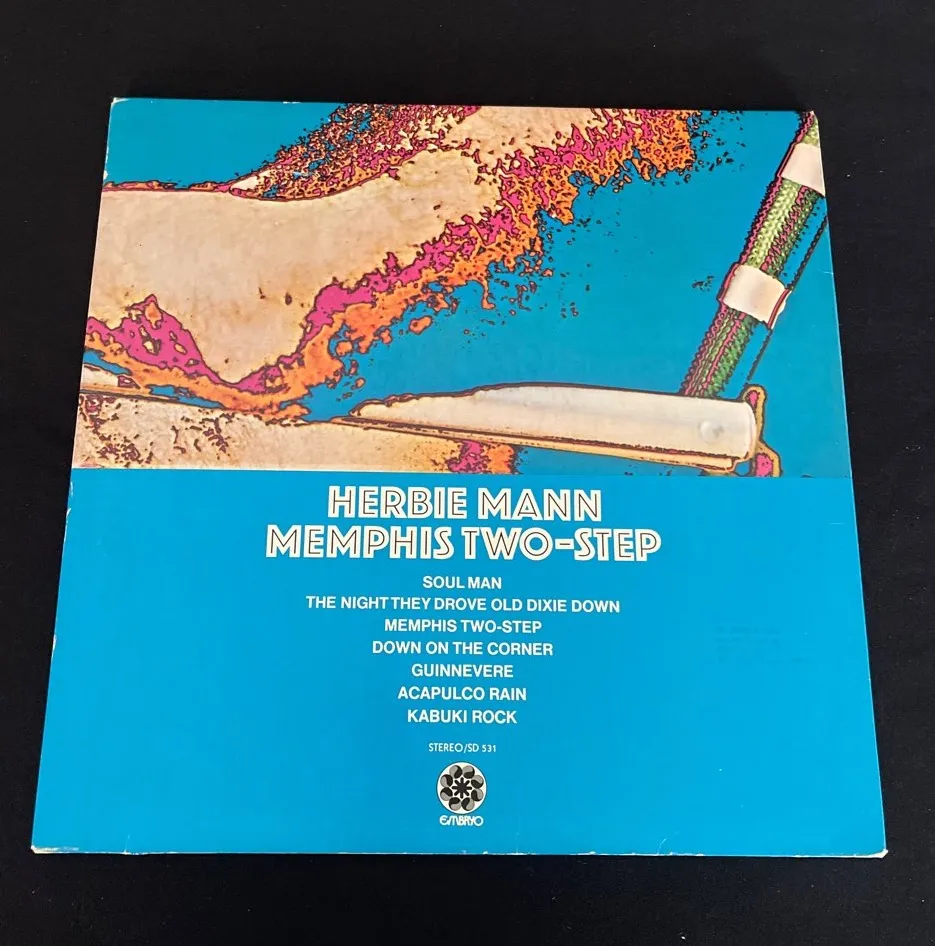 HERBIE MANN
MEMPHIS TWO-STEP
SOUL MAN
THE NIGHT THEY DROVE OLD DIXIE DOWN
MEMPHIS TWO-STEP
DOWN ON THE CORNER
GUINNEVERE
ACAPULCO RAIN
KABUKI ROCK
STEREO/SD 531
EMBRYO